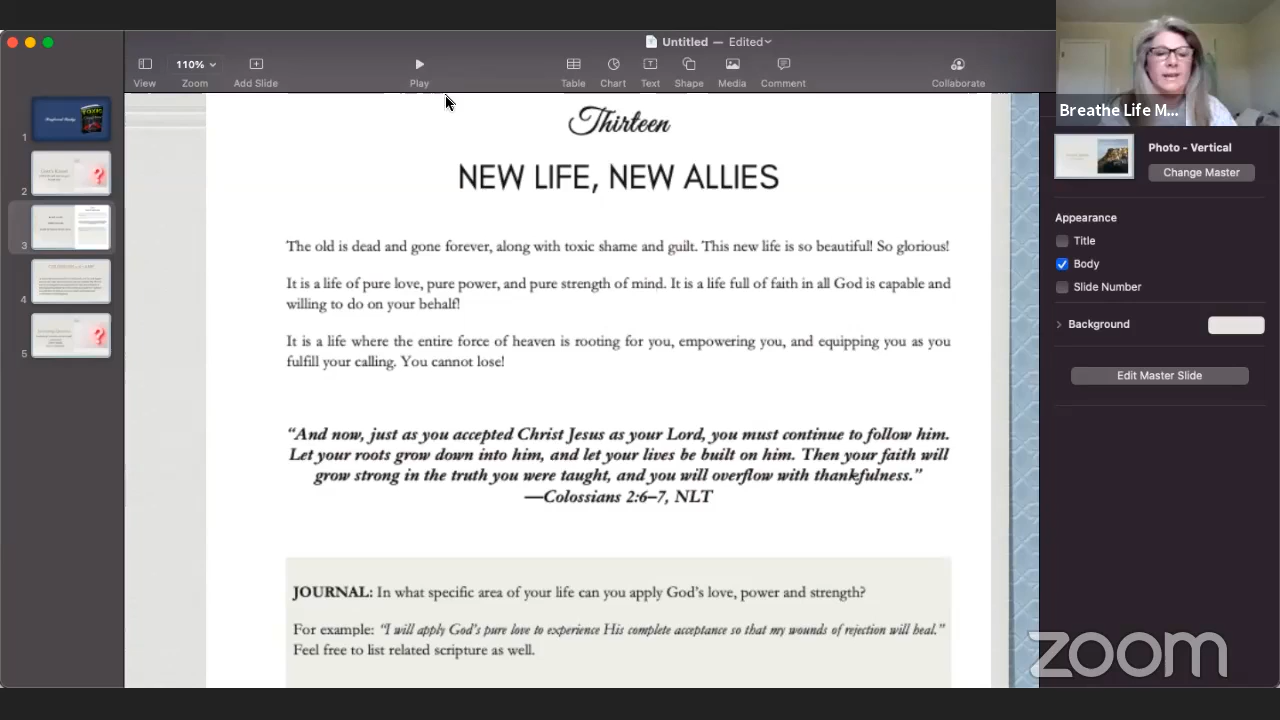 Untitled — Edited
110%
View
Zoom
Add Slide
Play
Table
Chart
Text
Shape
Media
Comment
Collaborate
Breathe Life M...
1
2
3
4
5
Thirteen
NEW LIFE, NEW ALLIES
The old is dead and gone forever, along with toxic shame and guilt. This new life is so beautiful! So glorious!
It is a life of pure love, pure power, and pure strength of mind. It is a life full of faith in all God is capable and
willing to do on your behalf!
It is a life where the entire force of heaven is rooting for you, empowering you, and equipping you as you
fulfill your calling. You cannot lose!
“And now, just as you accepted Christ Jesus as your Lord, you must continue to follow him.
Let your roots grow down into him, and let your lives be built on him. Then your faith will
grow strong in the truth you were taught, and you will overflow with thankfulness.”
—Colossians 2:6–7, NLT
JOURNAL: In what specific area of your life can you apply God’s love, power and strength?
For example: “I will apply God’s pure love to experience His complete acceptance so that my wounds of rejection will heal.”
Feel free to list related scripture as well.
Photo - Vertical
Change Master
Appearance
Title
Body
Slide Number
Background
Edit Master Slide
zoom